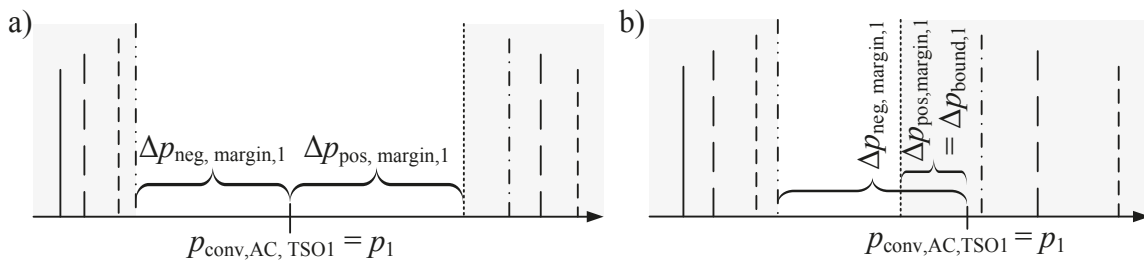 a)
Δp_neg, margin,1 Δp_pos, margin,1
p_conv,AC, TSO1 = p_1
b)
Δp_neg, margin,1
Δp_pos,margin,1
= Δp_bound,1
p_conv,AC,TSO1 = p_1